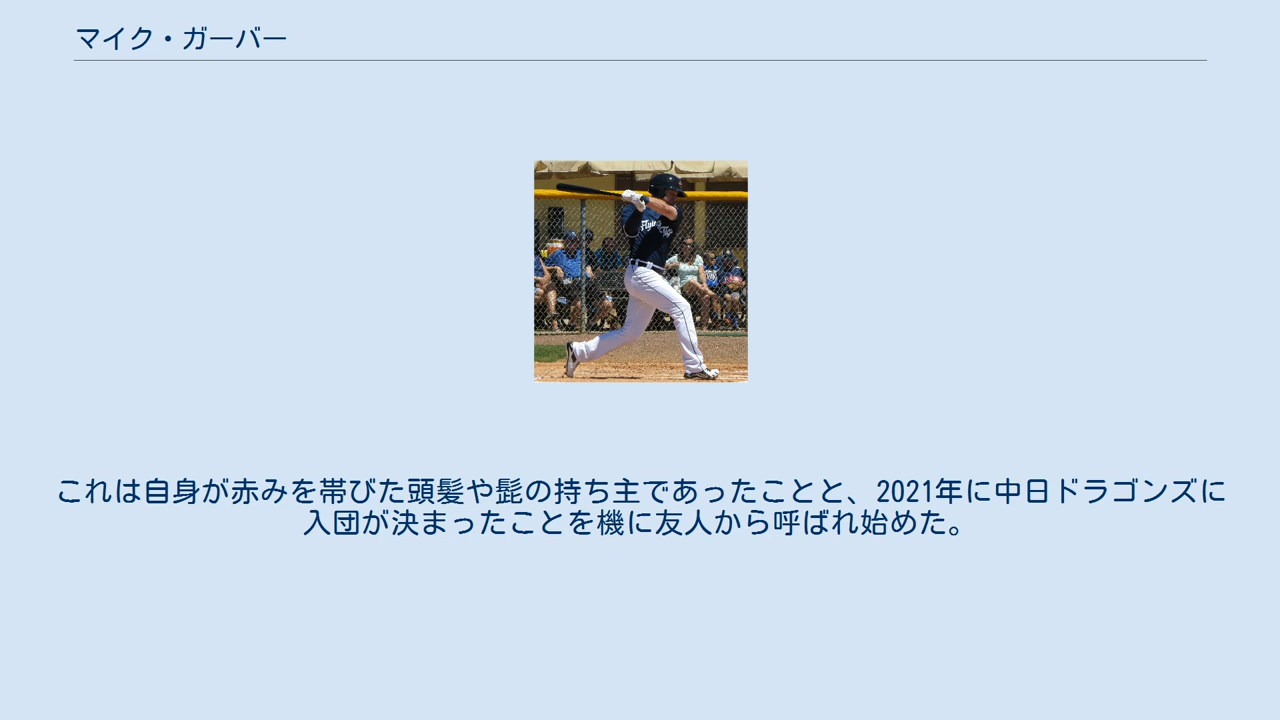 マイク・ガーバー
これは自身が赤みを帯びた頭髪や髭の持ち主であったことと、2021年に中日ドラゴンズに
入団が決まったことを機に友人から呼ばれ始めた。